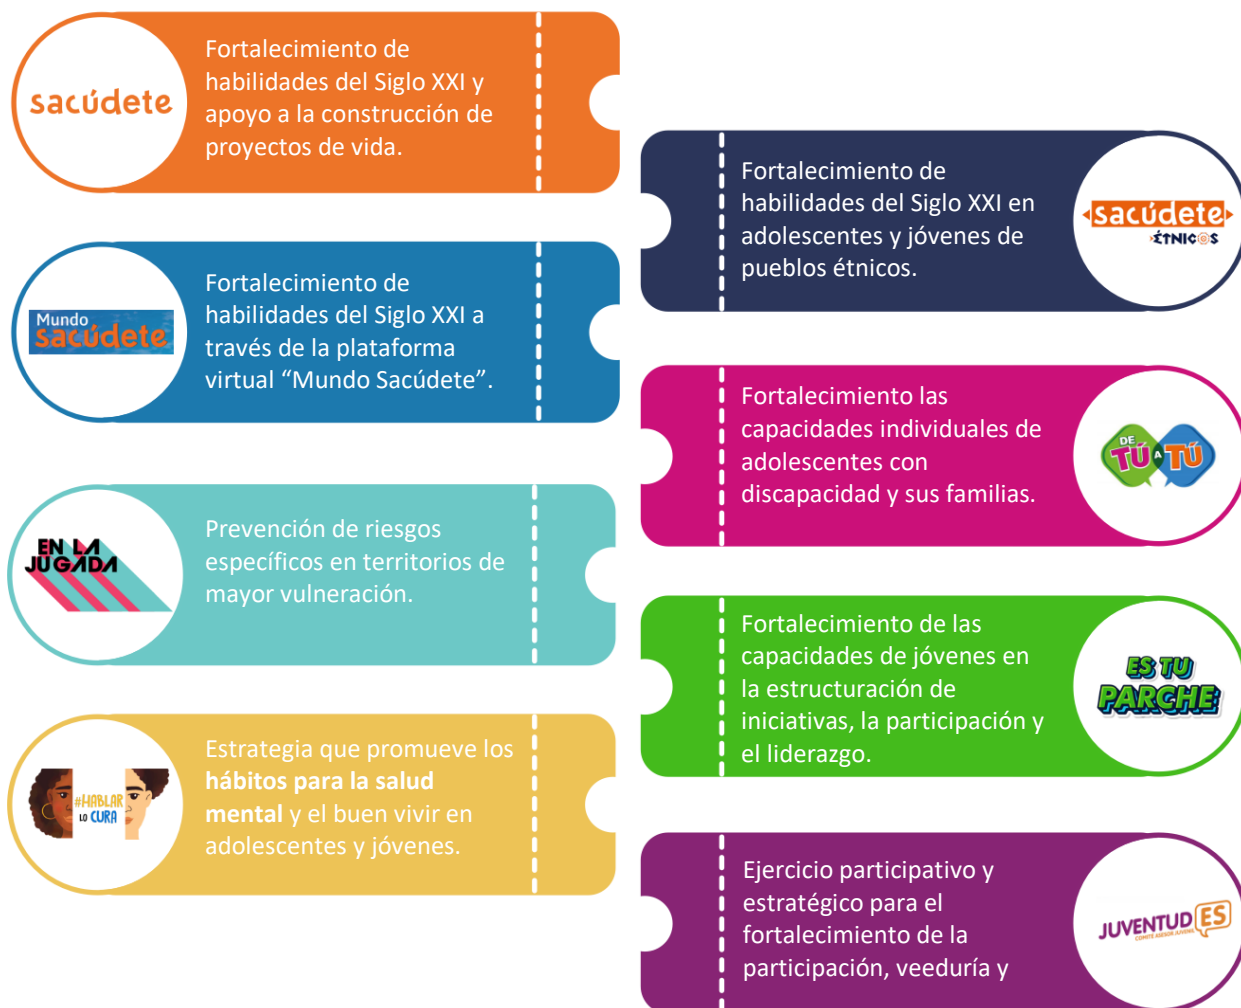 sacúdete
Fortalecimiento de
habilidades del Siglo XXI y
apoyo a la construcción de
proyectos de vida.
Fortalecimiento de
habilidades del Siglo XXI en
adolescentes y jóvenes de
pueblos étnicos.
sacúdete
ÉTNICOS
Mundo
sacúdete
Fortalecimiento de
habilidades del Siglo XXI a
través de la plataforma
virtual “Mundo Sacúdete”.
Fortalecimiento las
capacidades individuales de
adolescentes con
discapacidad y sus familias.
DE
TÚ A TÚ
EN LA
JUGADA
Prevención de riesgos
específicos en territorios de
mayor vulneración.
Fortalecimiento de las
capacidades de jóvenes en
la estructuración de
iniciativas, la participación y
el liderazgo.
ES TU
PARCHE
#HABLAR
LO CURA
Estrategia que promueve los
hábitos para la salud
mental y el buen vivir en
adolescentes y jóvenes.
Ejercicio participativo y
estratégico para el
fortalecimiento de la
participación, veeduría y
JUVENTUD ES
COMITÉ ASESOR JUVENIL